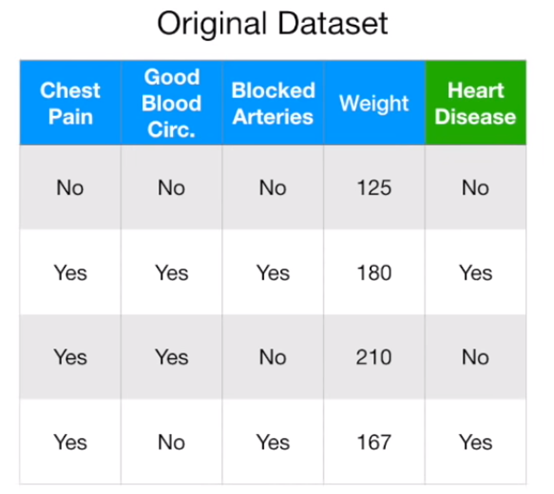 Original Dataset
Chest Pain Good Blood Circ. Blocked Arteries Weight Heart Disease
No No No 125 No
Yes Yes Yes 180 Yes
Yes Yes No 210 No
Yes No Yes 167 Yes